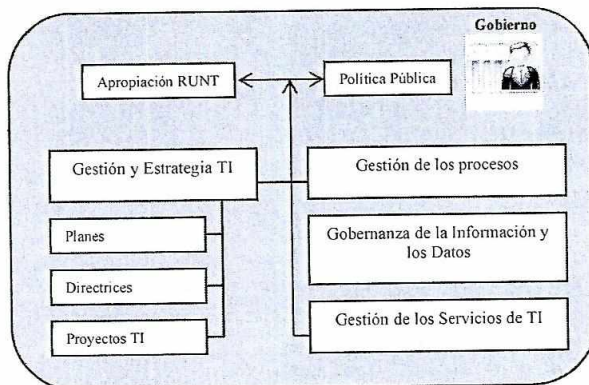 Gobierno
Apropiación RUNT
Política Pública
Gestión y Estrategia TI
Gestión de los procesos
Planes
Gobernanza de la Información y
los Datos
Directrices
Gestión de los Servicios de TI
Proyectos TI